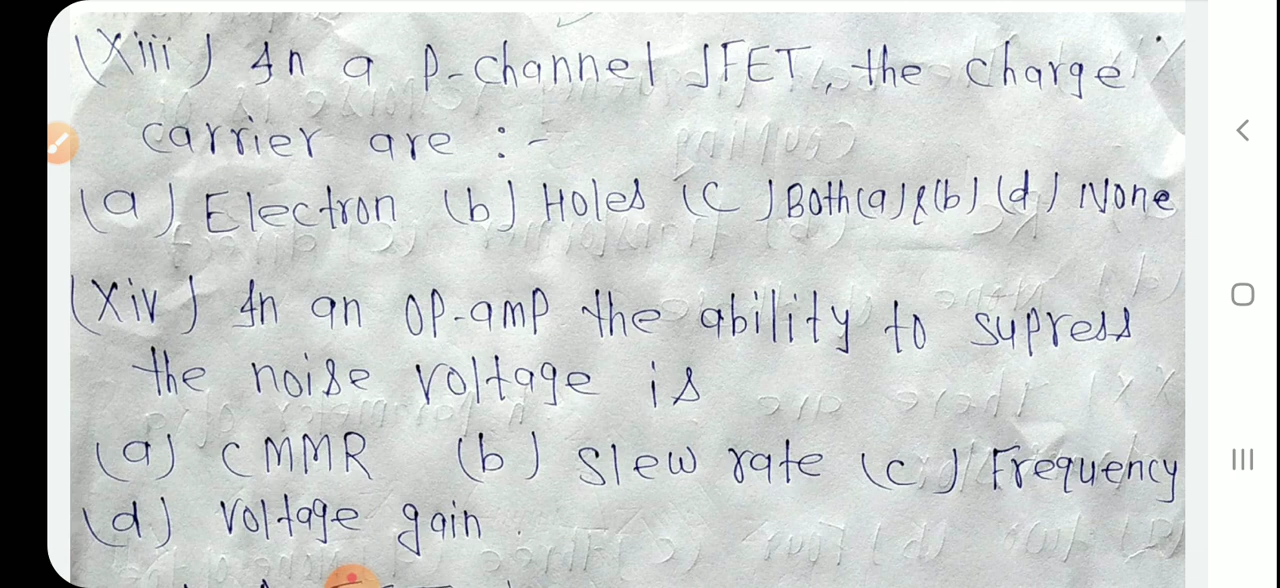 (Xiii) In a P-channel JFET, the charge
carrier are :-
(a) Electron (b) Holes (c) Both(a)&(b) (d) None
(Xiv) In an OP-amp the ability to supress
the noise voltage is
(a) CMMR (b) Slew rate (c) Frequency
(d) Voltage gain.